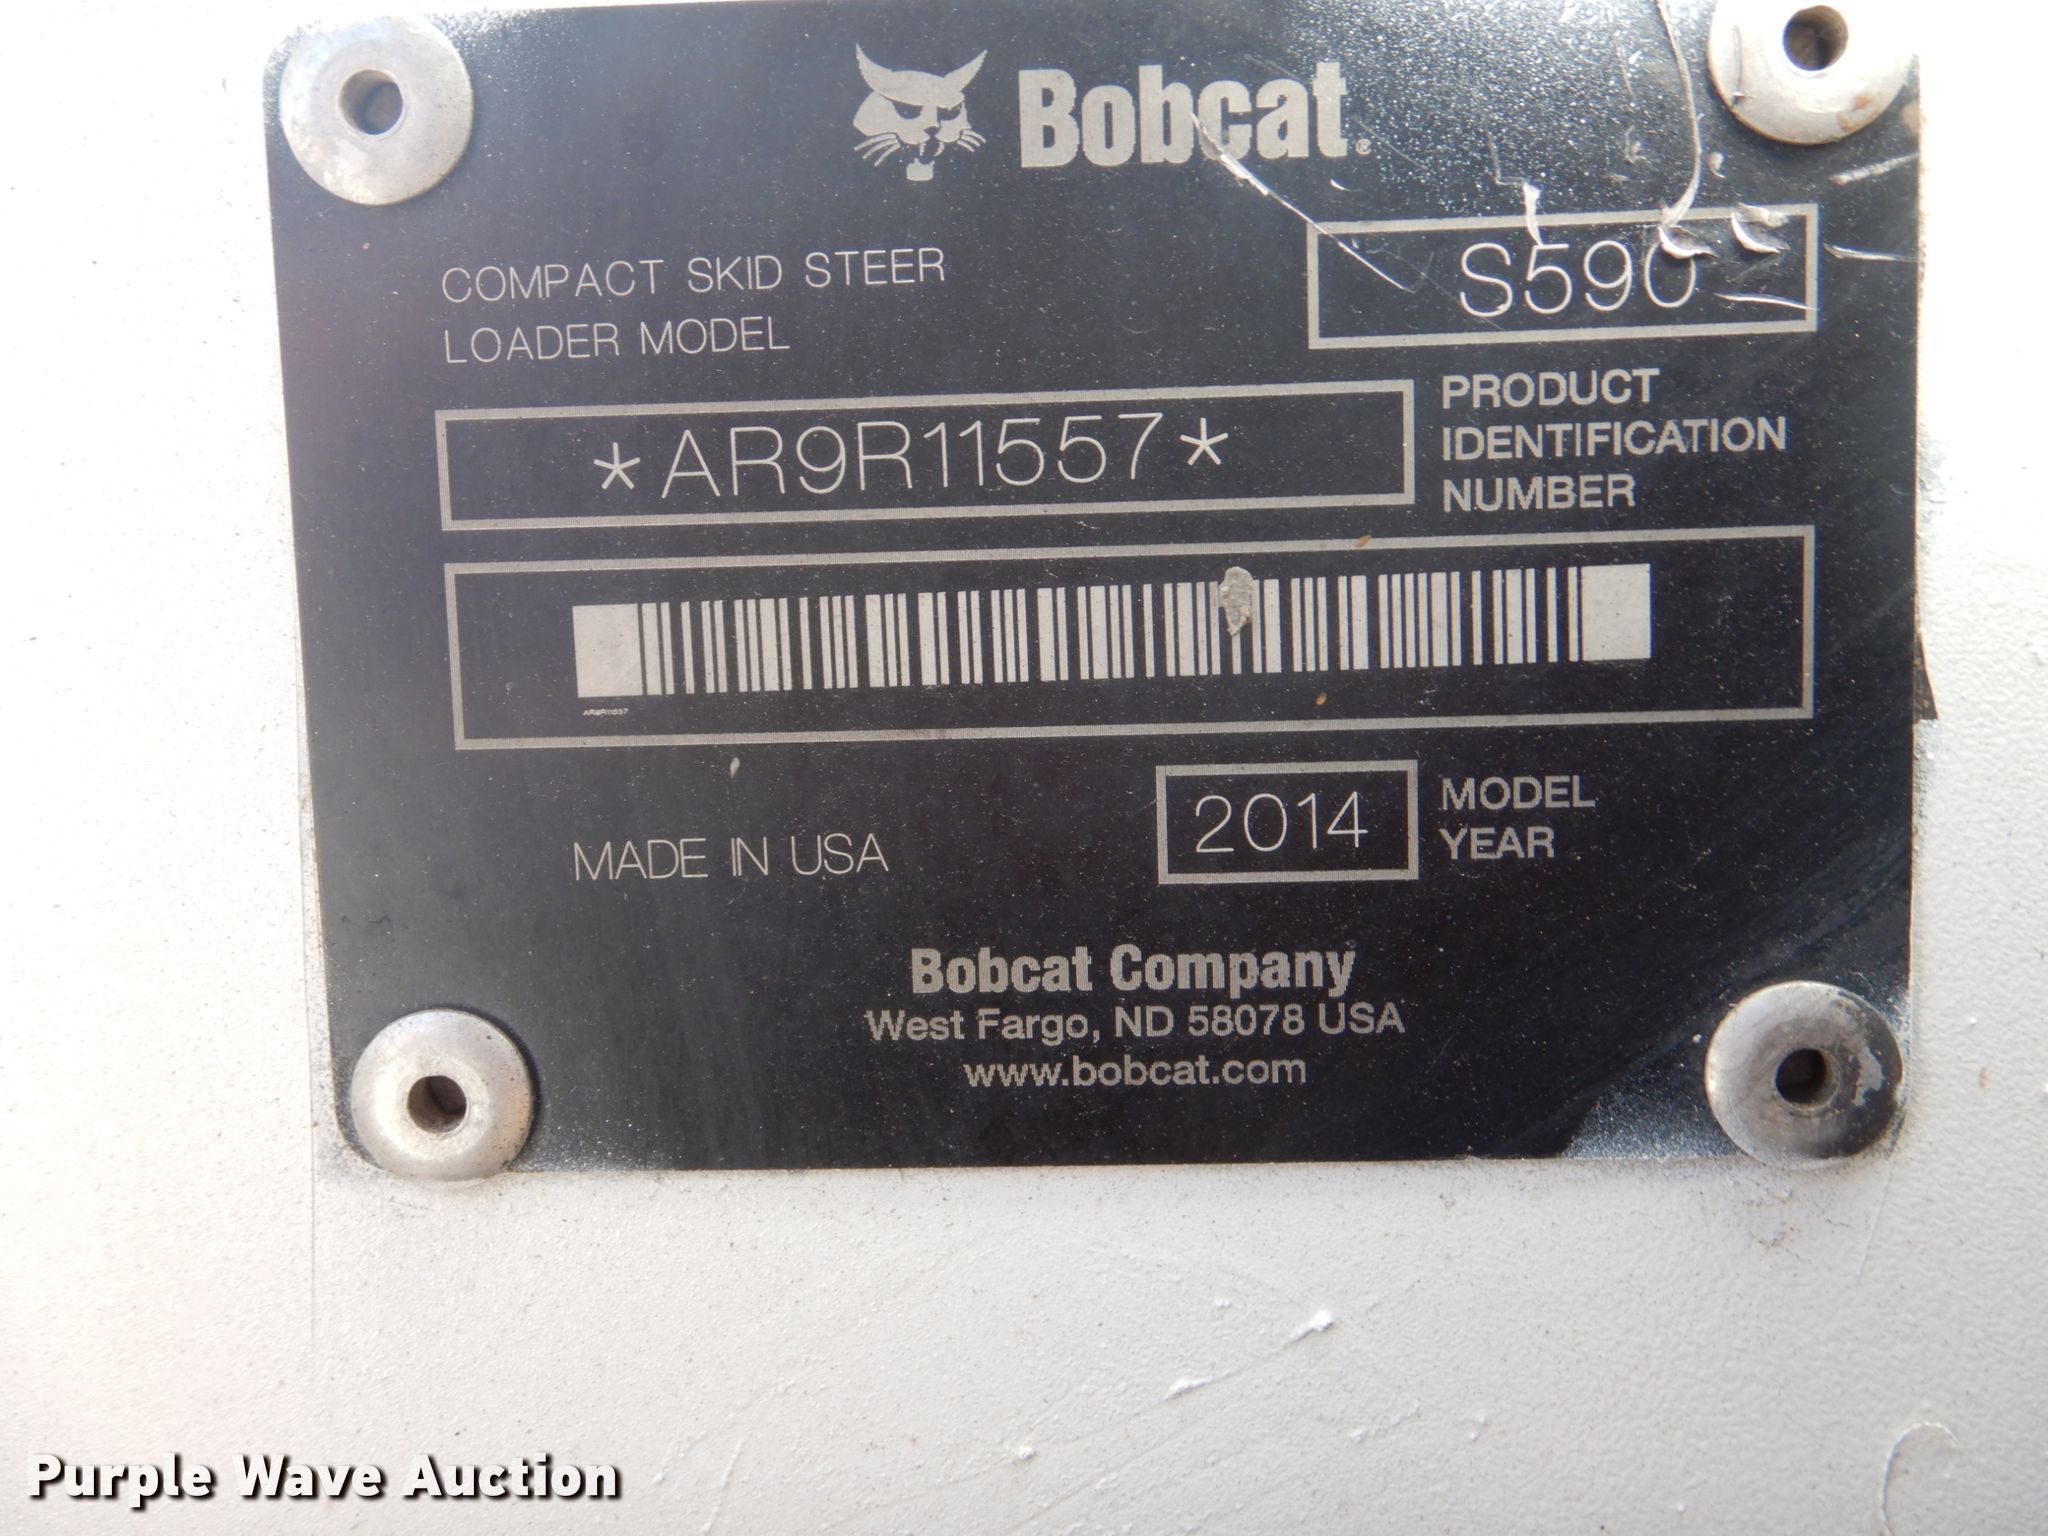 Bobcat®
COMPACT SKID STEER
LOADER MODEL
S590
*AR9R11557*
PRODUCT
IDENTIFICATION
NUMBER
AR9R11557
MADE IN USA
2014
MODEL
YEAR
Bobcat Company
West Fargo, ND 58078 USA
www.bobcat.com
Purple Wave Auction